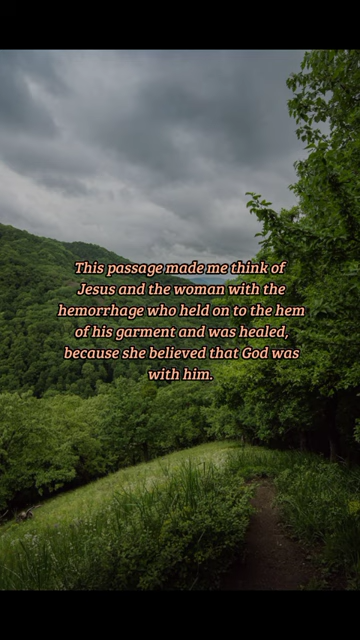 This passage made me think of
Jesus and the woman with the
hemorrhage who held on to the hem
of his garment and was healed,
because she believed that God was
with him.